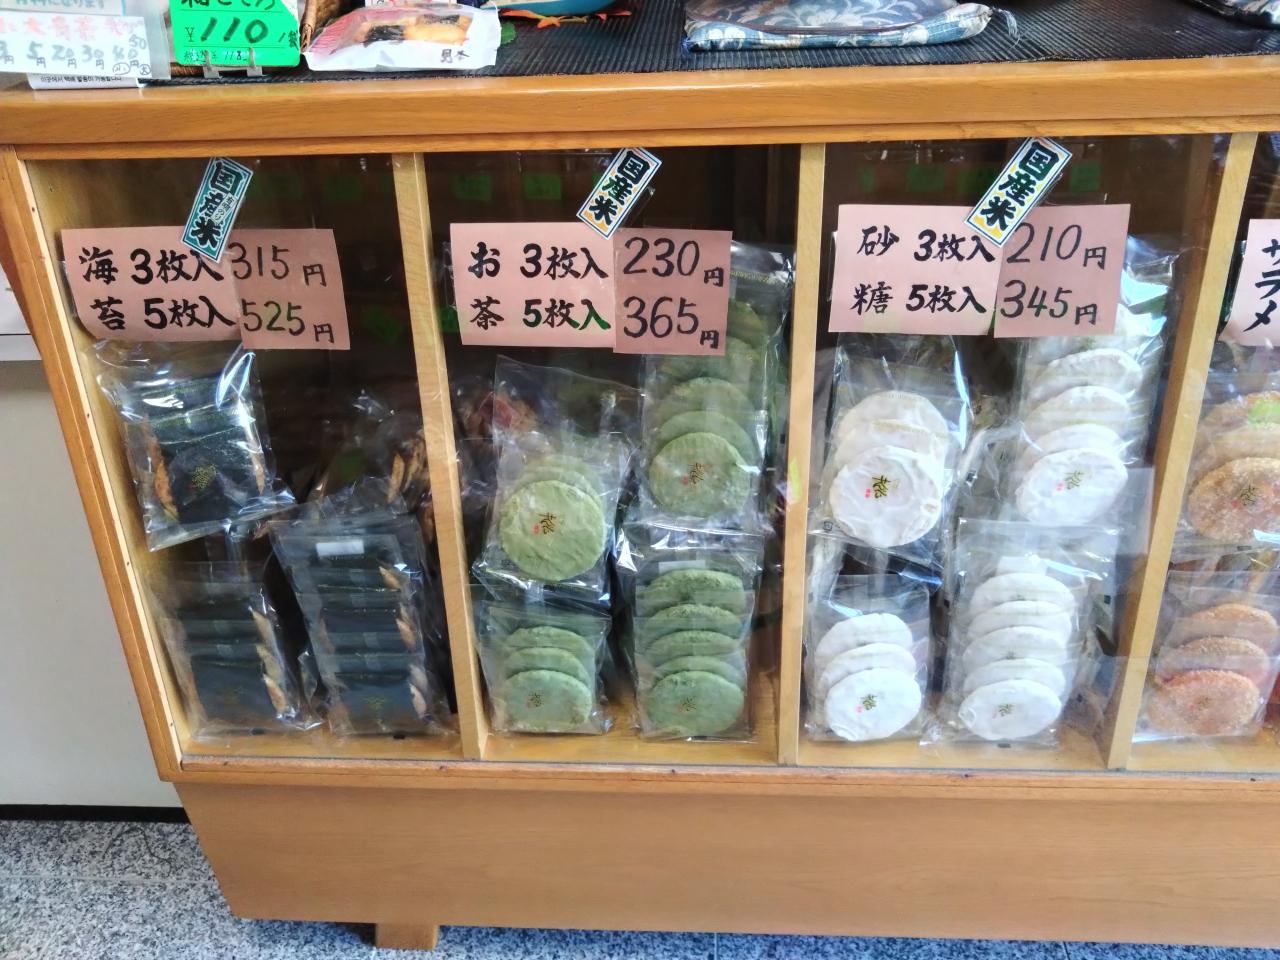 ¥110
見本
国産米
海 3枚入 315円
苔 5枚入 525円
国産米
お 3枚入 230円
茶 5枚入 365円
国産米
砂 3枚入 210円
糖 5枚入 345円
サラメ